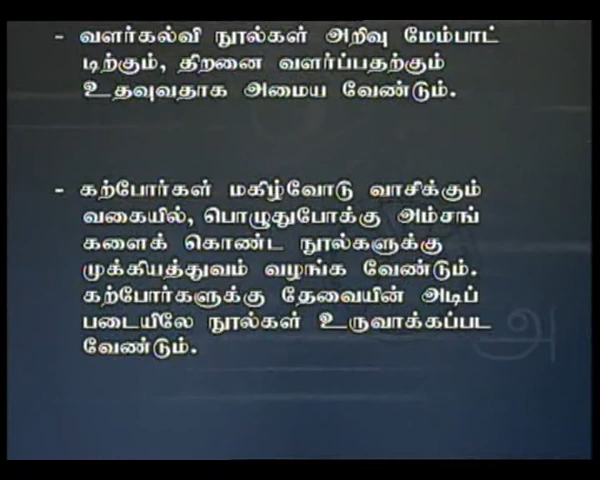 - வளர்கல்வி நூல்கள் அறிவு மேம்பாட்
டிற்கும், திறனை வளர்ப்பதற்கும்
உதவுவதாக அமைய வேண்டும்.
- கற்போர்கள் மகிழ்வோடு வாசிக்கும்
வகையில், பொழுதுபோக்கு அம்சங்
களைக் கொண்ட நூல்களுக்கு
முக்கியத்துவம் வழங்க வேண்டும்.
கற்போர்களுக்கு தேவையின் அடிப்
படையிலே நூல்கள் உருவாக்கப்பட
வேண்டும்.
அ